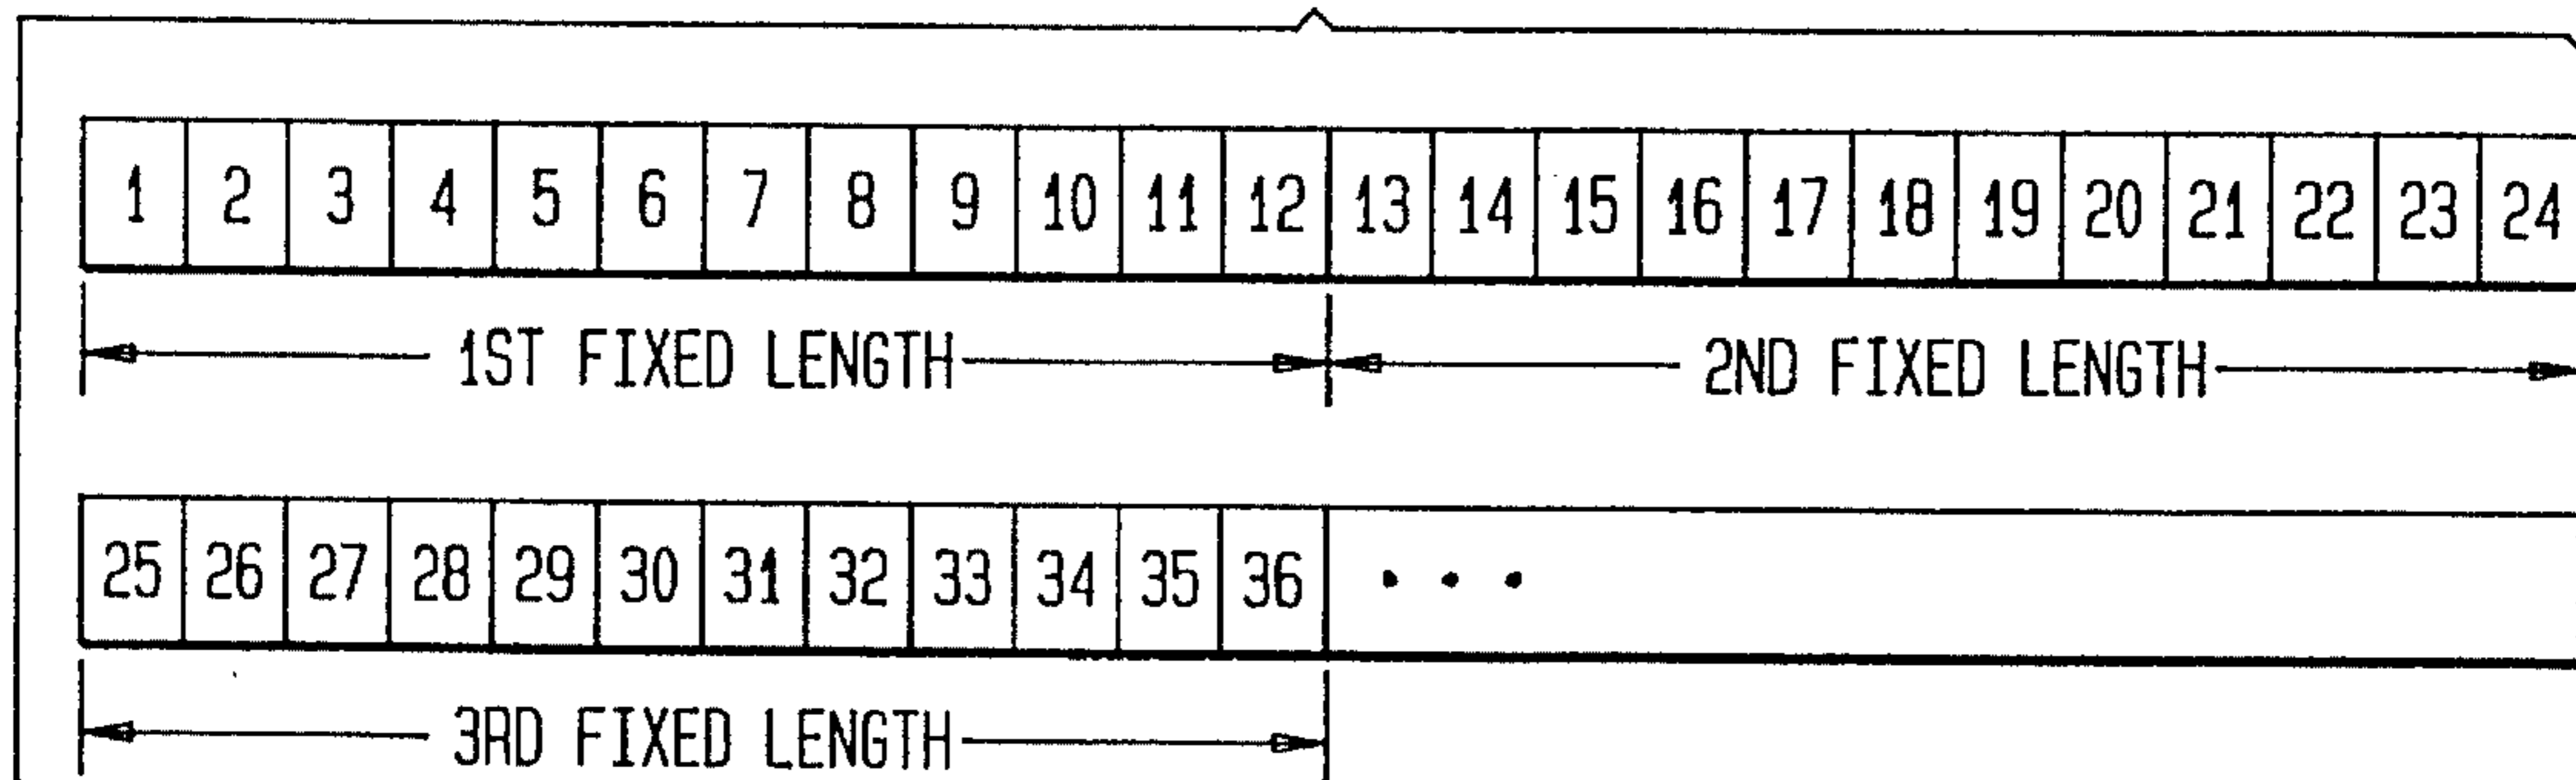 1 2 3 4 5 6 7 8 9 10 11 12 13 14 15 16 17 18 19 20 21 22 23 24
1ST FIXED LENGTH 2ND FIXED LENGTH
25 26 27 28 29 30 31 32 33 34 35 36 • • •
3RD FIXED LENGTH